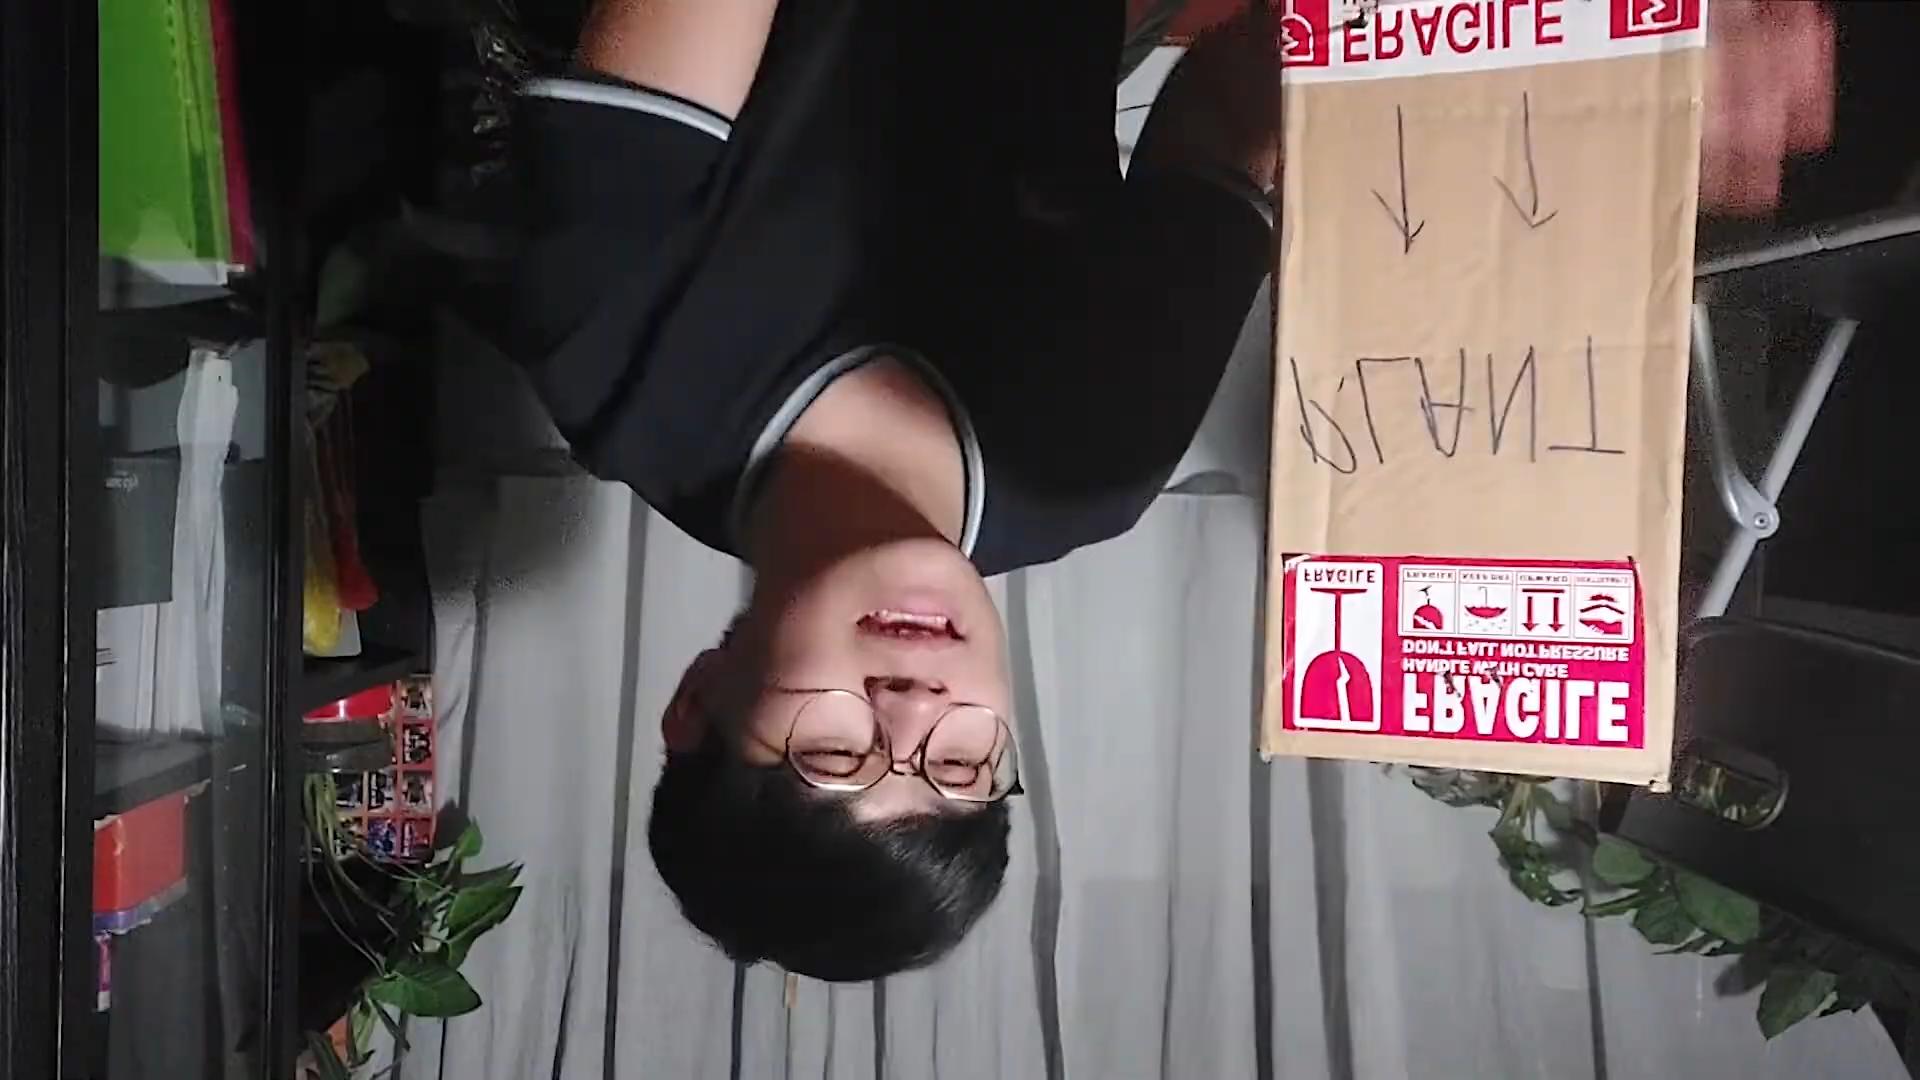 FRAGILE
HANDLE WITH CARE
DON'T FALL NOT PRESSURE
FRAGILE
FRAGILE KEEP DRY UPWARD
PLANT
FRAGILE